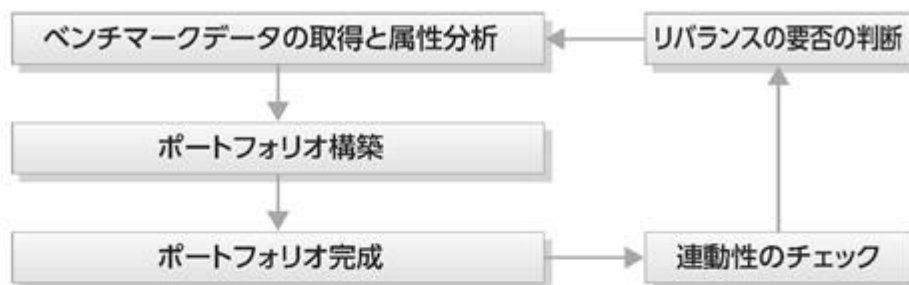 ベンチマークデータの取得と属性分析
リバランスの要否の判断
ポートフォリオ構築
ポートフォリオ完成
連動性のチェック